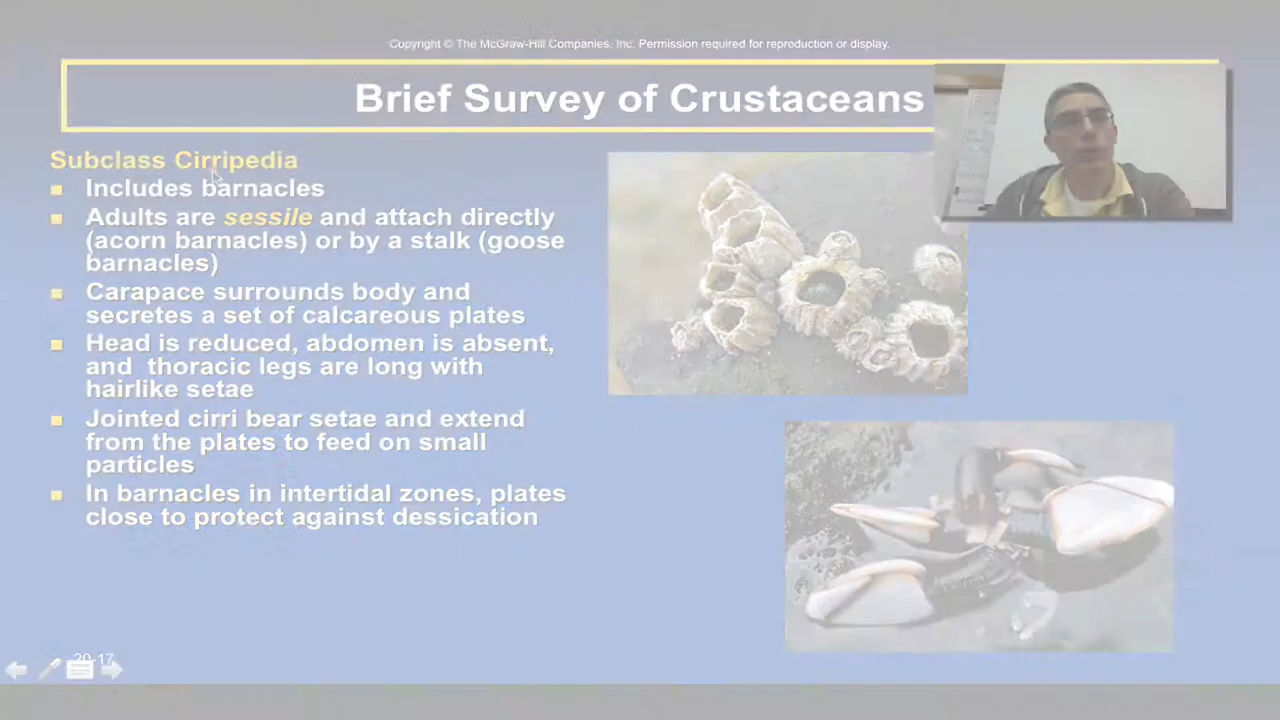 Copyright © The McGraw-Hill Companies, Inc. Permission required for reproduction or display.
Brief Survey of Crustaceans
Subclass Cirripedia
Includes barnacles
Adults are sessile and attach directly
(acorn barnacles) or by a stalk (goose
barnacles)
Carapace surrounds body and
secretes a set of calcareous plates
Head is reduced, abdomen is absent,
and thoracic legs are long with
hairlike setae
Jointed cirri bear setae and extend
from the plates to feed on small
particles
In barnacles in intertidal zones, plates
close to protect against dessication
20-17